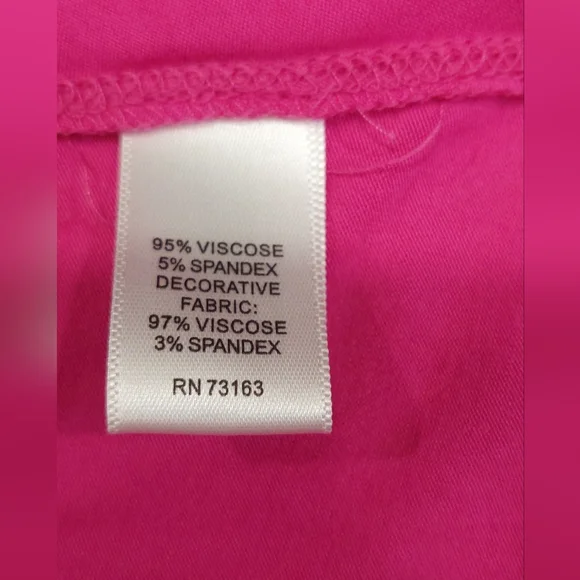 95% VISCOSE
5% SPANDEX
DECORATIVE
FABRIC:
97% VISCOSE
3% SPANDEX
RN 73163